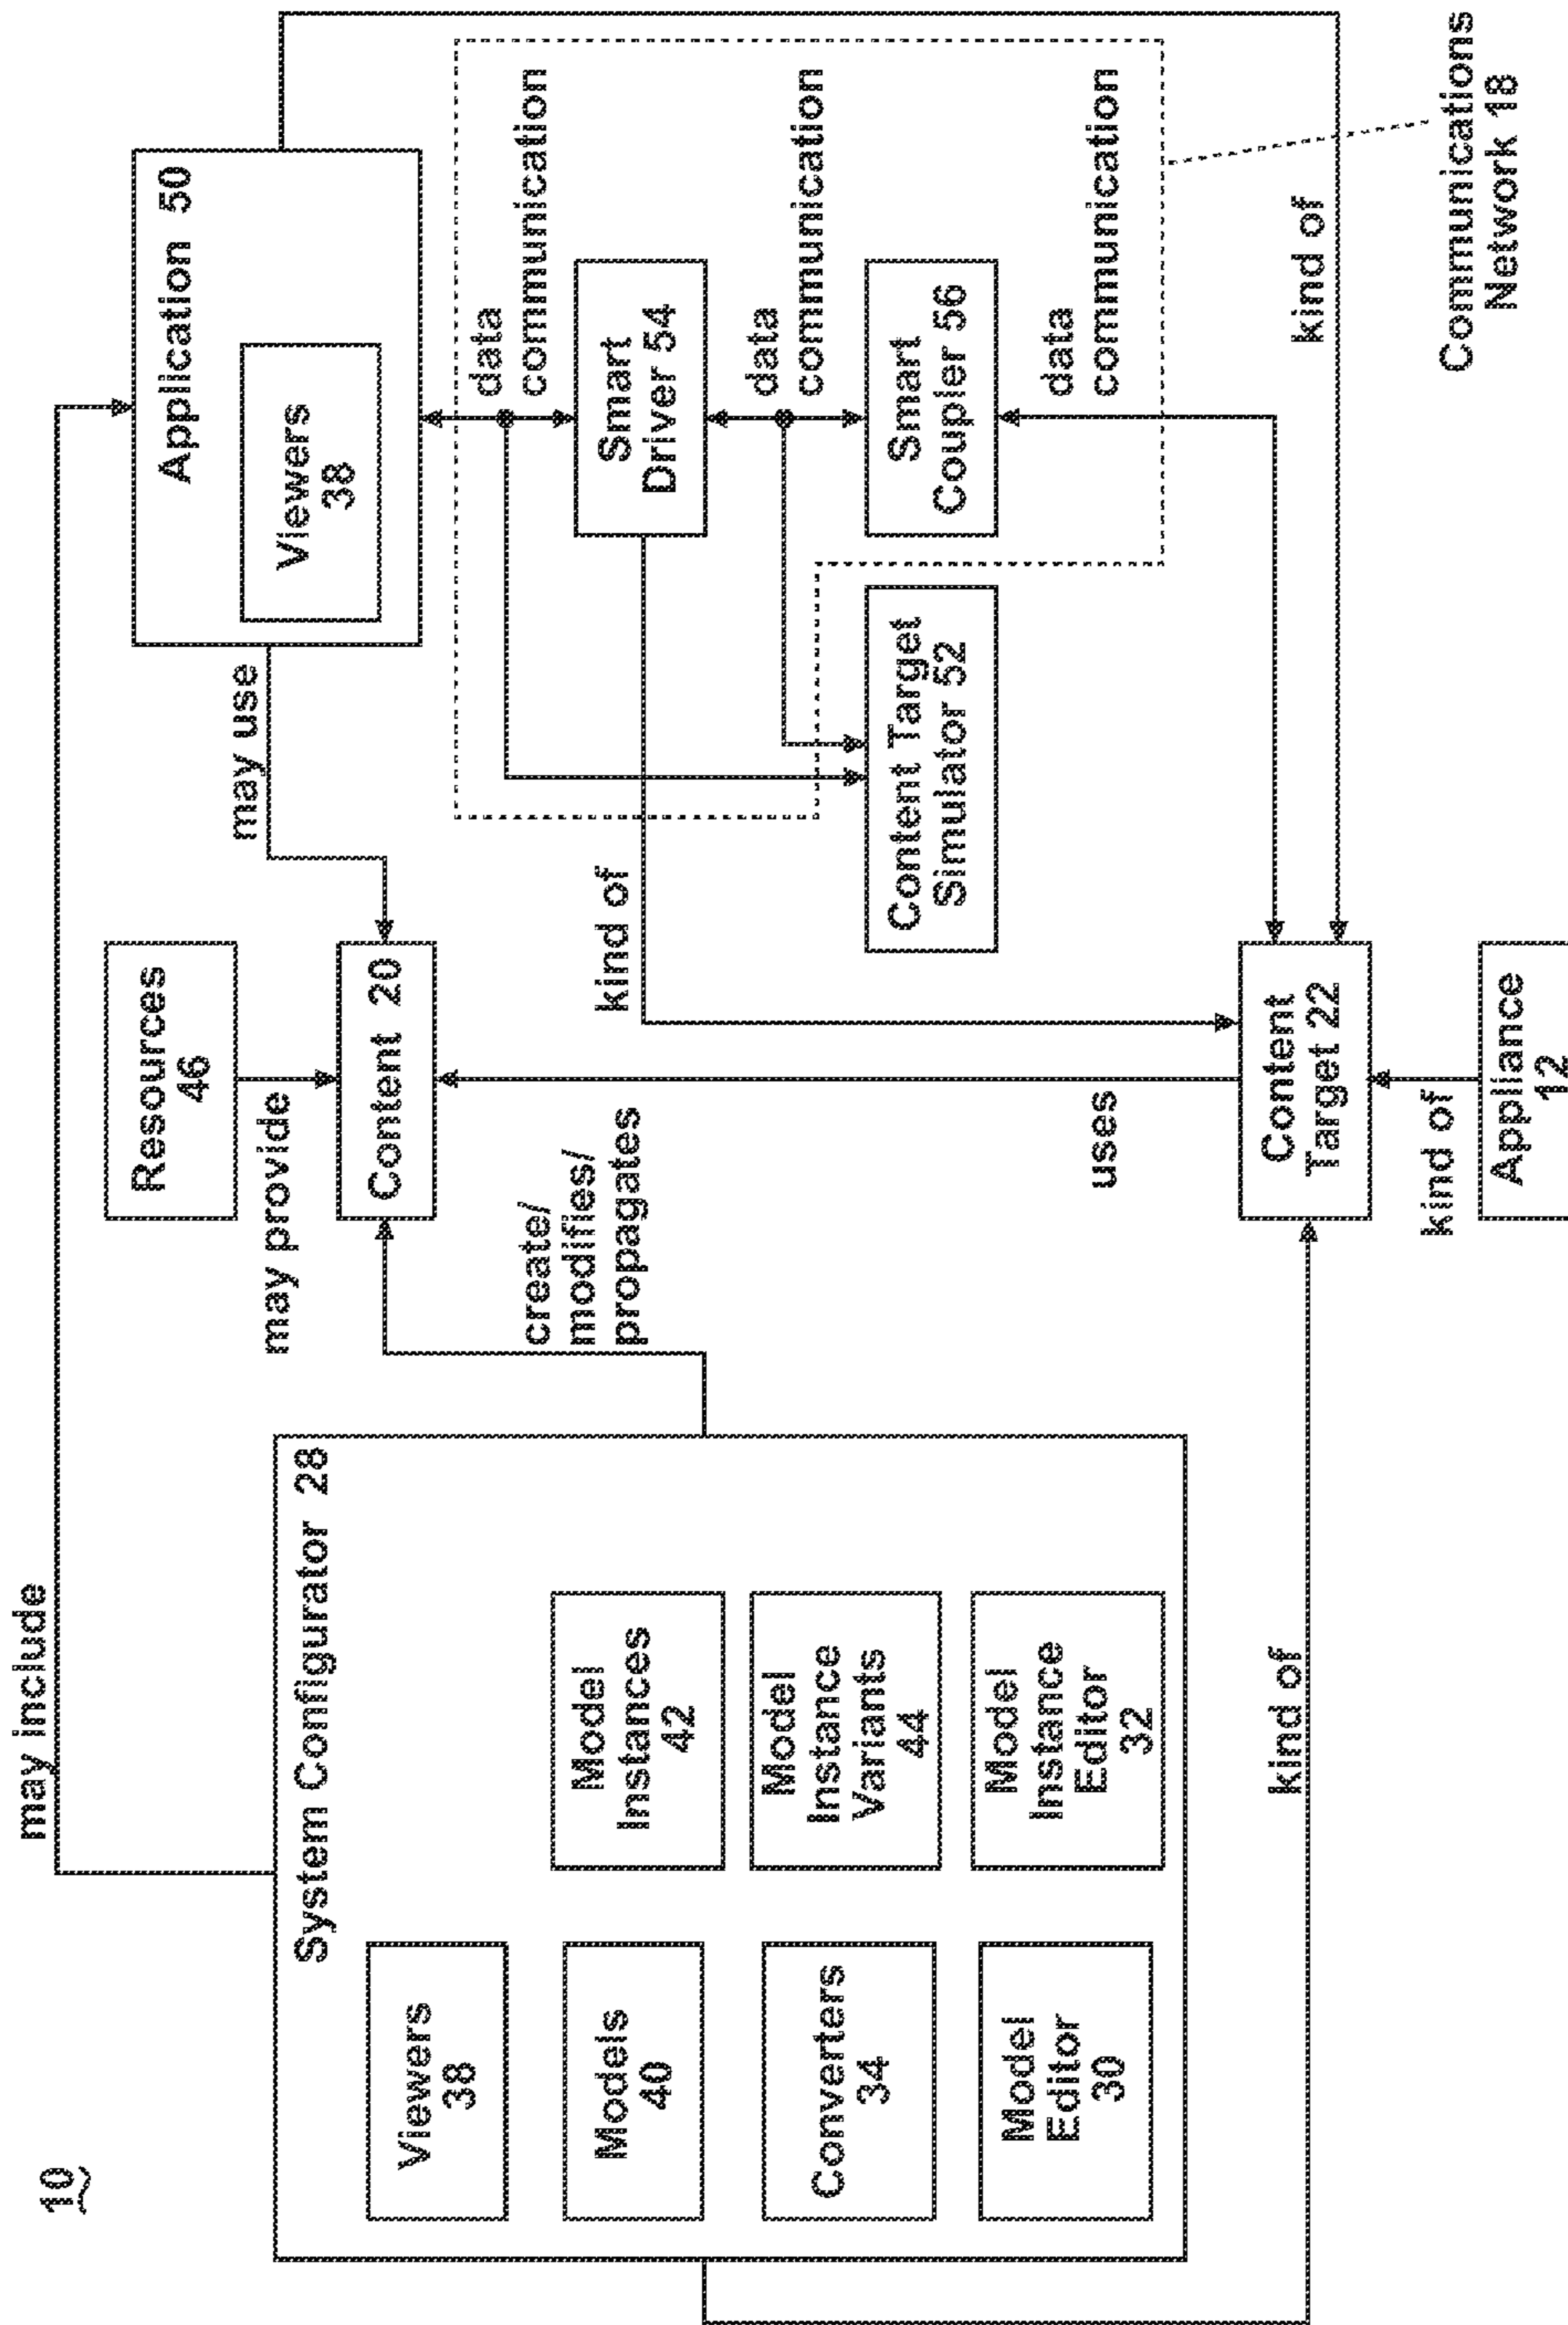 10
may include
System Configurator 28
Viewers
38
Models
40
Converters
34
Model
Editor
30
Model
Instances
42
Model
Instance
Variants
44
Model
Instance
Editor
32
create/
modifies/
propagates
kind of
Resources
46
may provide
Content 20
uses
Content
Target 22
kind of
Appliance
12
may use
kind of
Application 50
Viewers
38
data
communication
Smart
Driver 54
data
communication
Smart
Coupler 56
data
communication
Content Target
Simulator 52
kind of
Communications
Network 18